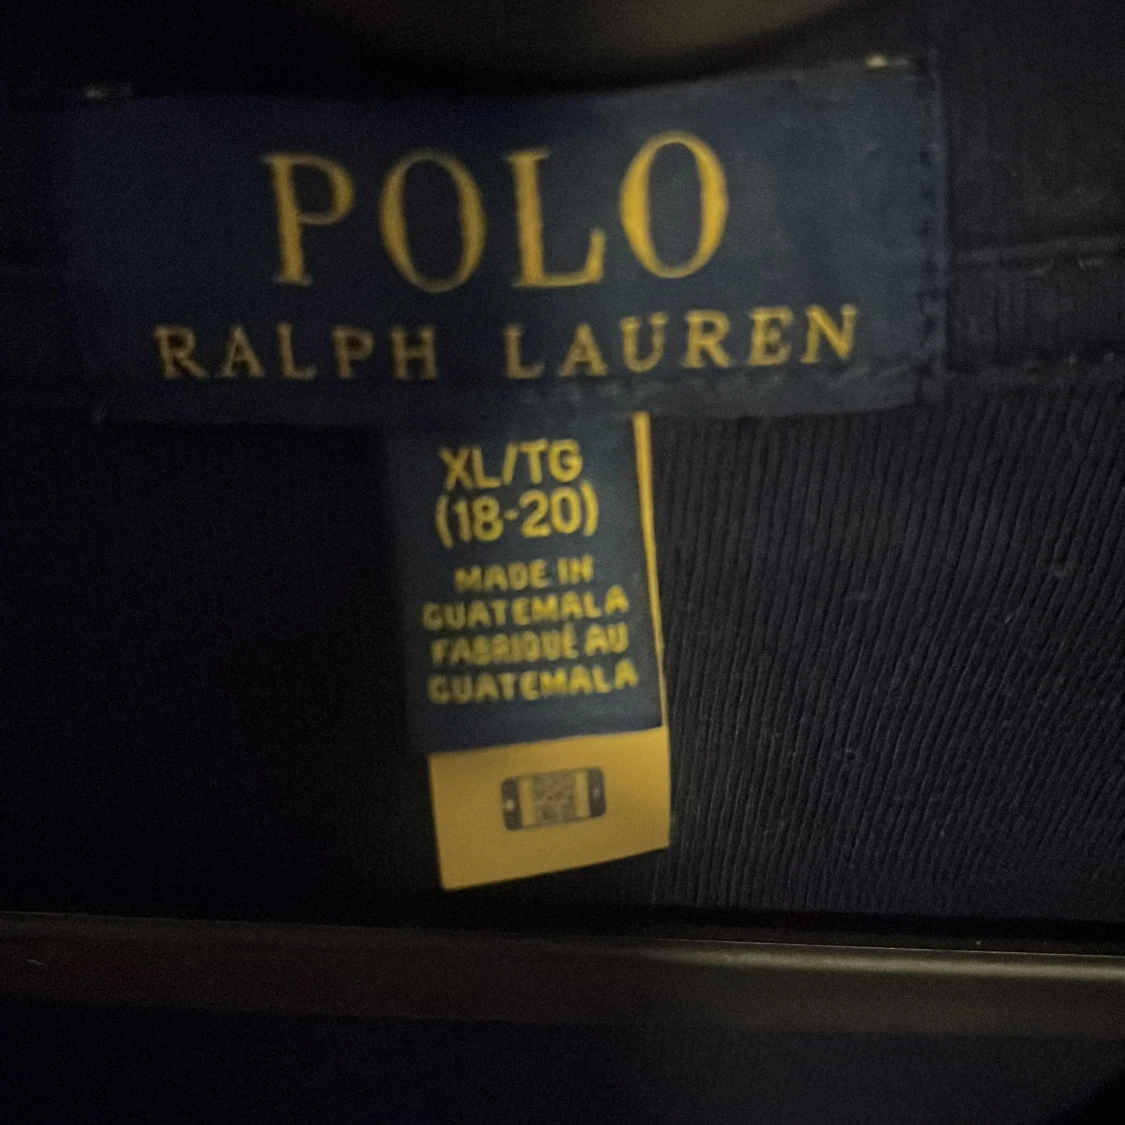 POLO
RALPH LAUREN
XL/TG
(18-20)
MADE IN
GUATEMALA
FABRIQUÉ AU
GUATEMALA